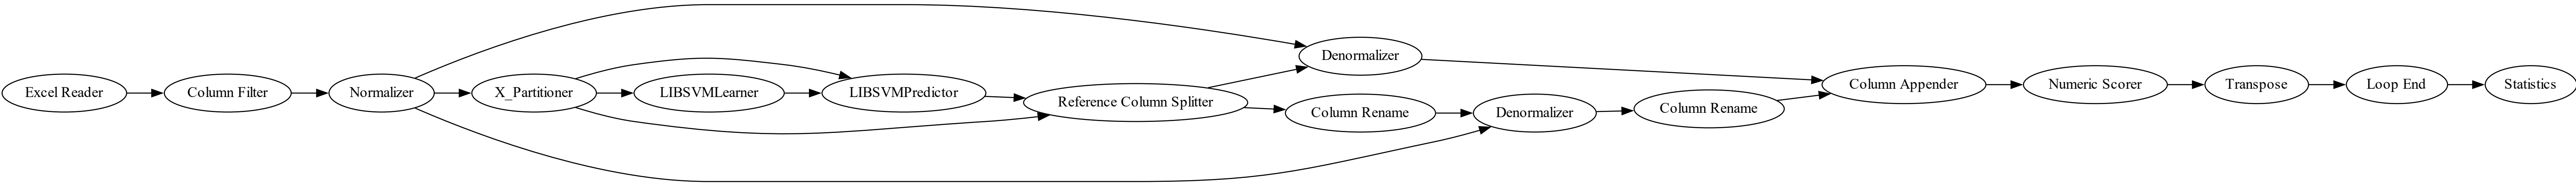 Excel Reader
Column Filter
Normalizer
X_Partitioner
LIBSVMLearner
LIBSVMPredictor
Reference Column Splitter
Denormalizer
Column Rename
Denormalizer
Column Rename
Column Appender
Numeric Scorer
Transpose
Loop End
Statistics